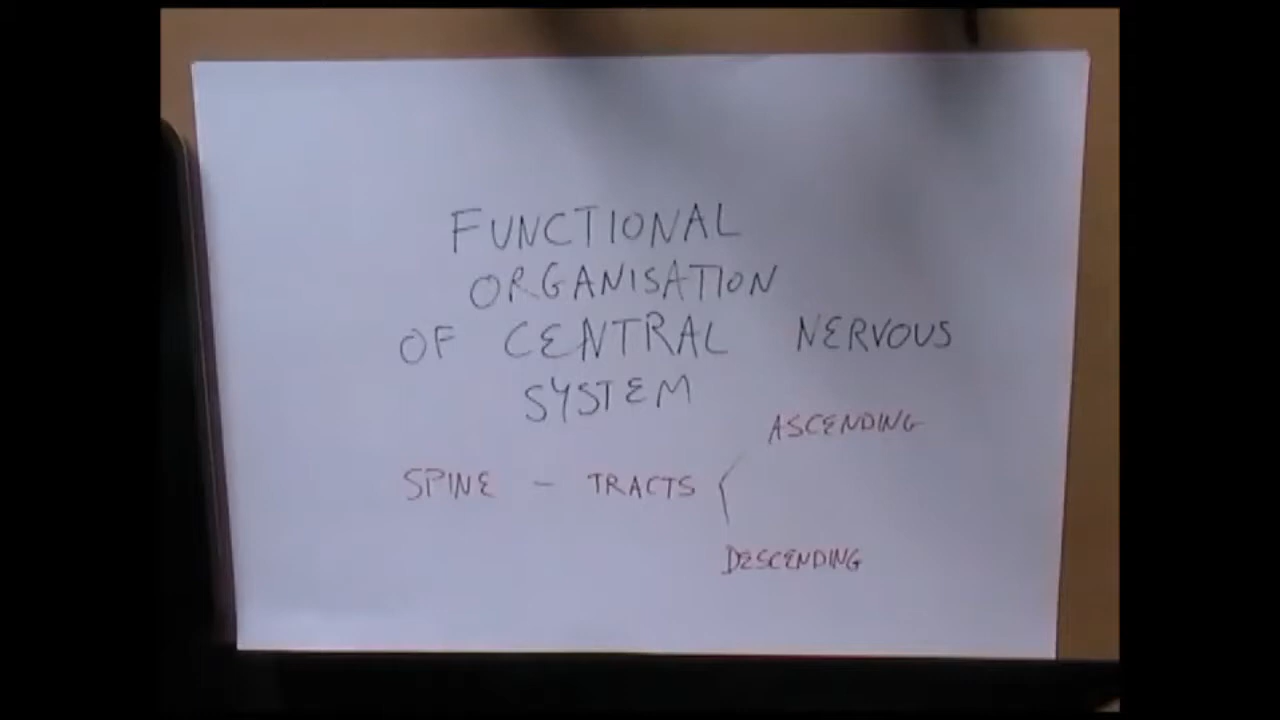 FUNCTIONAL
ORGANISATION
OF CENTRAL NERVOUS
SYSTEM
ASCENDING
SPINE - TRACTS {
DESCENDING